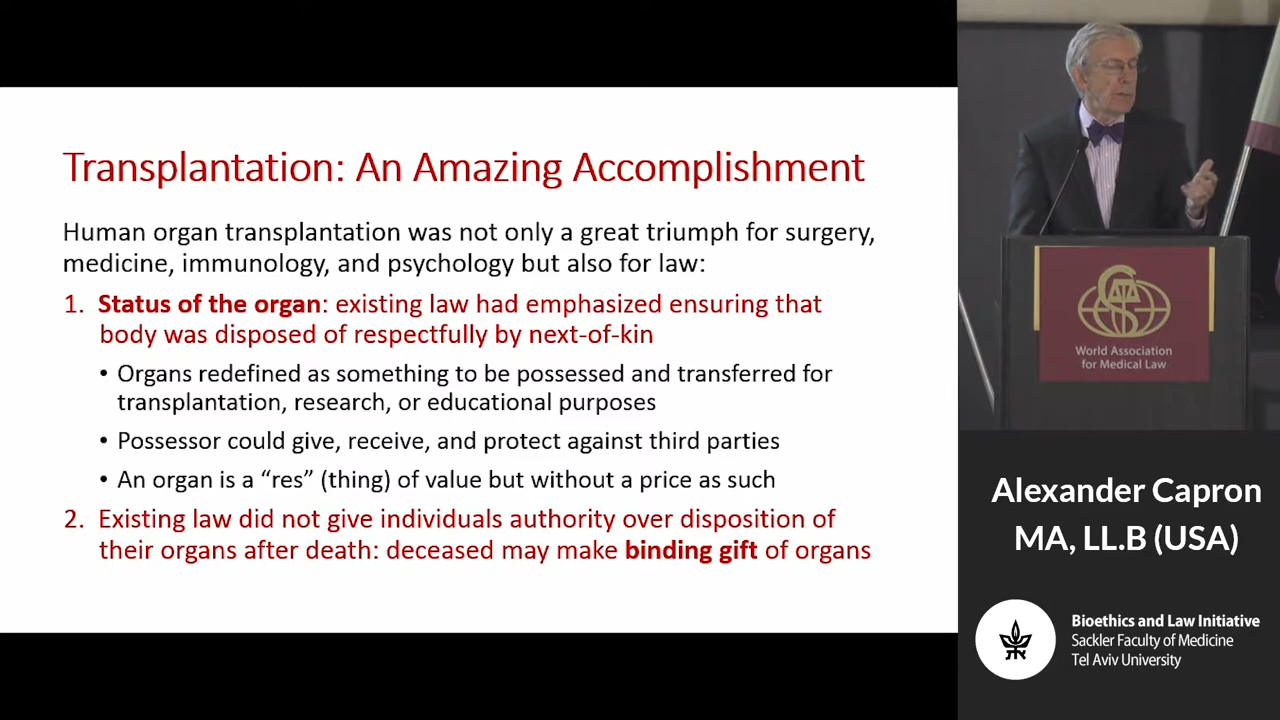 Transplantation: An Amazing Accomplishment
Human organ transplantation was not only a great triumph for surgery,
medicine, immunology, and psychology but also for law:
1. Status of the organ: existing law had emphasized ensuring that
body was disposed of respectfully by next-of-kin
• Organs redefined as something to be possessed and transferred for
transplantation, research, or educational purposes
• Possessor could give, receive, and protect against third parties
• An organ is a “res” (thing) of value but without a price as such
2. Existing law did not give individuals authority over disposition of
their organs after death: deceased may make binding gift of organs
World Association
for Medical Law
Alexander Capron
MA, LL.B (USA)
Bioethics and Law Initiative
Sackler Faculty of Medicine
Tel Aviv University